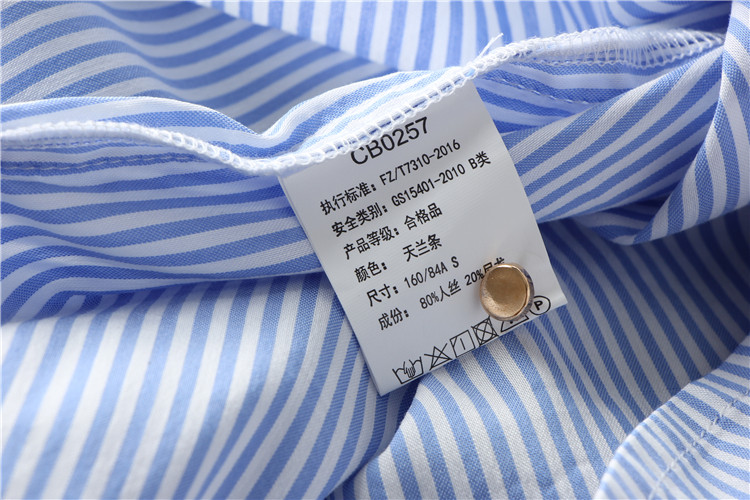 CB0257
执行标准: FZ/T7310-2016
安全类别: GS15401-2010 B类
产品等级: 合格品
颜色: 天兰条
尺寸: 160/84A S
成份: 80%人丝 20%
P